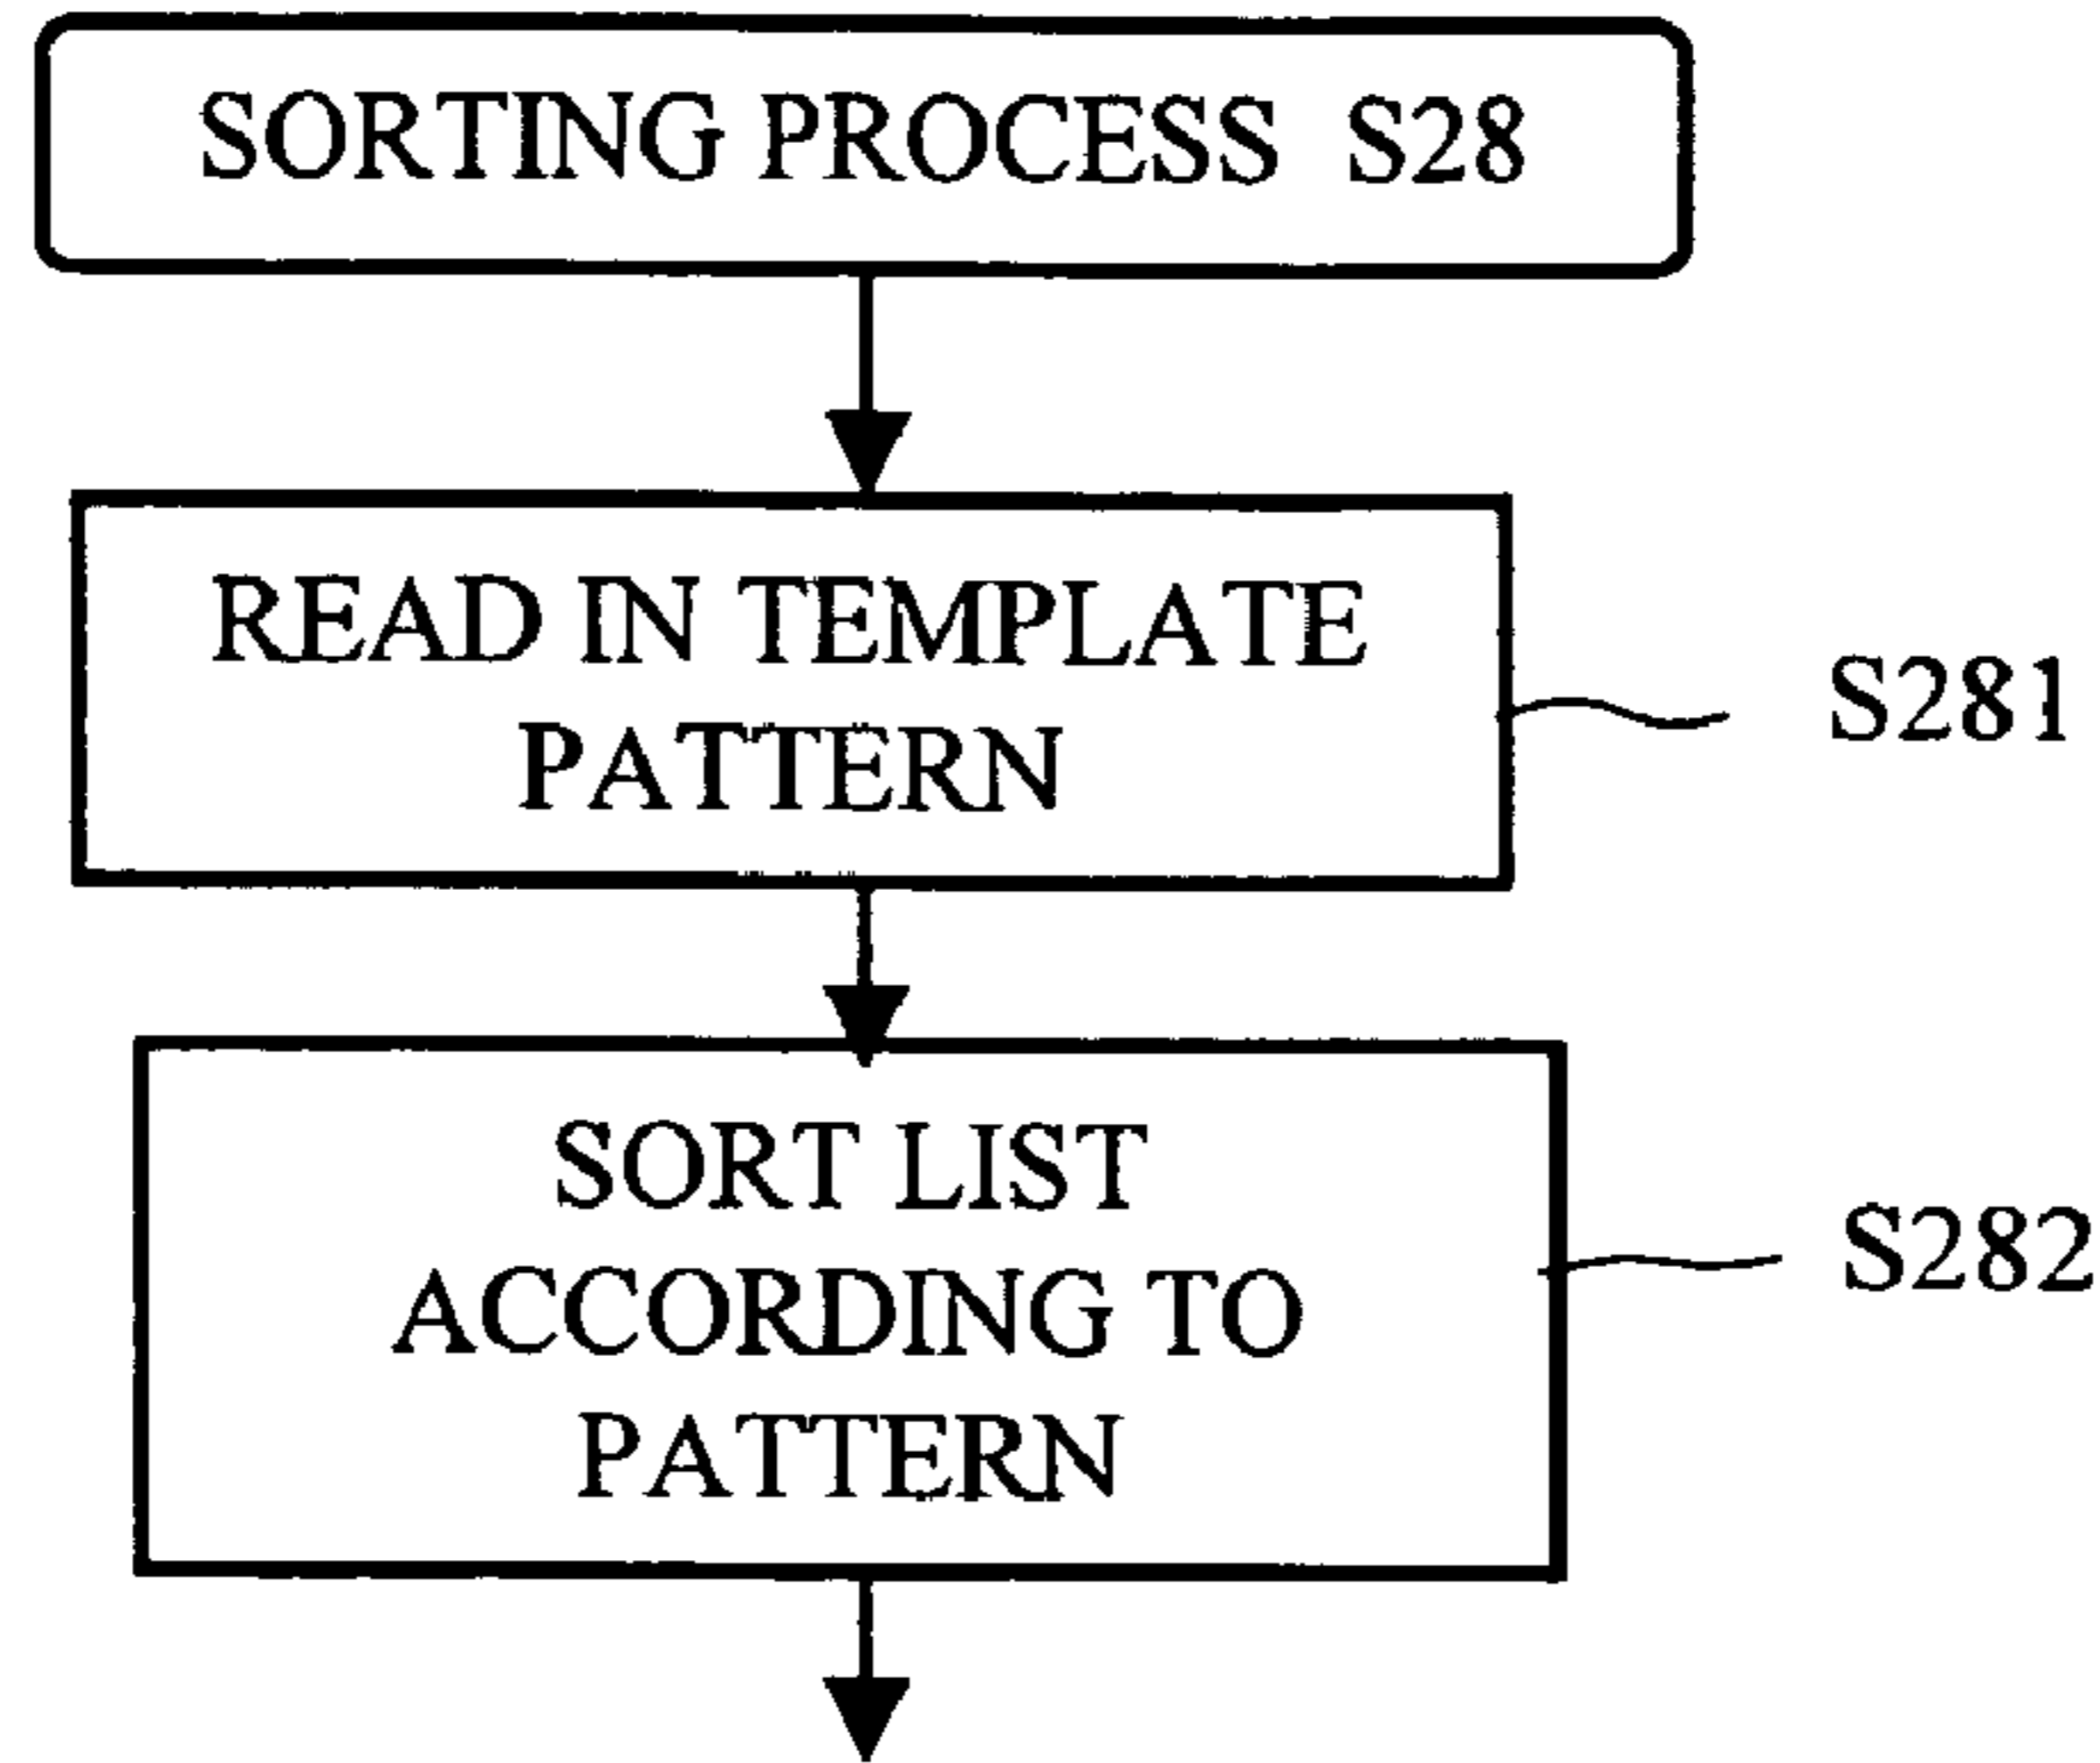 SORTING PROCESS S28
READ IN TEMPLATE
PATTERN
S281
SORT LIST
ACCORDING TO
PATTERN
S282